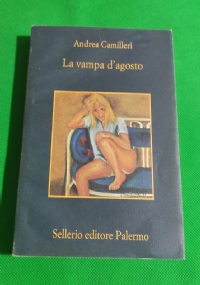 Andrea Camilleri
La vampa d'agosto
Sellerio editore Palermo